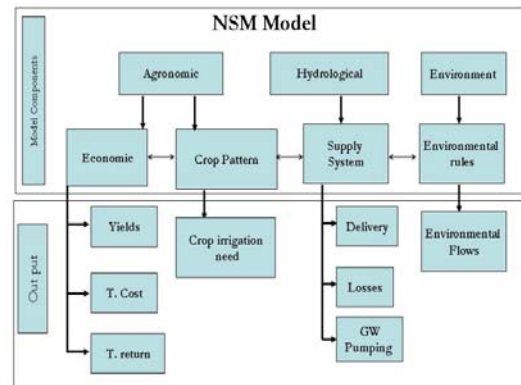 NSM Model
Model Components
Agronomic
Hydrological
Environment
Economic
Crop Pattern
Supply
System
Environmental
rules
Out put
Yields
Crop irrigation
need
Delivery
Environmental
Flows
T. Cost
Losses
T. return
GW
Pumping